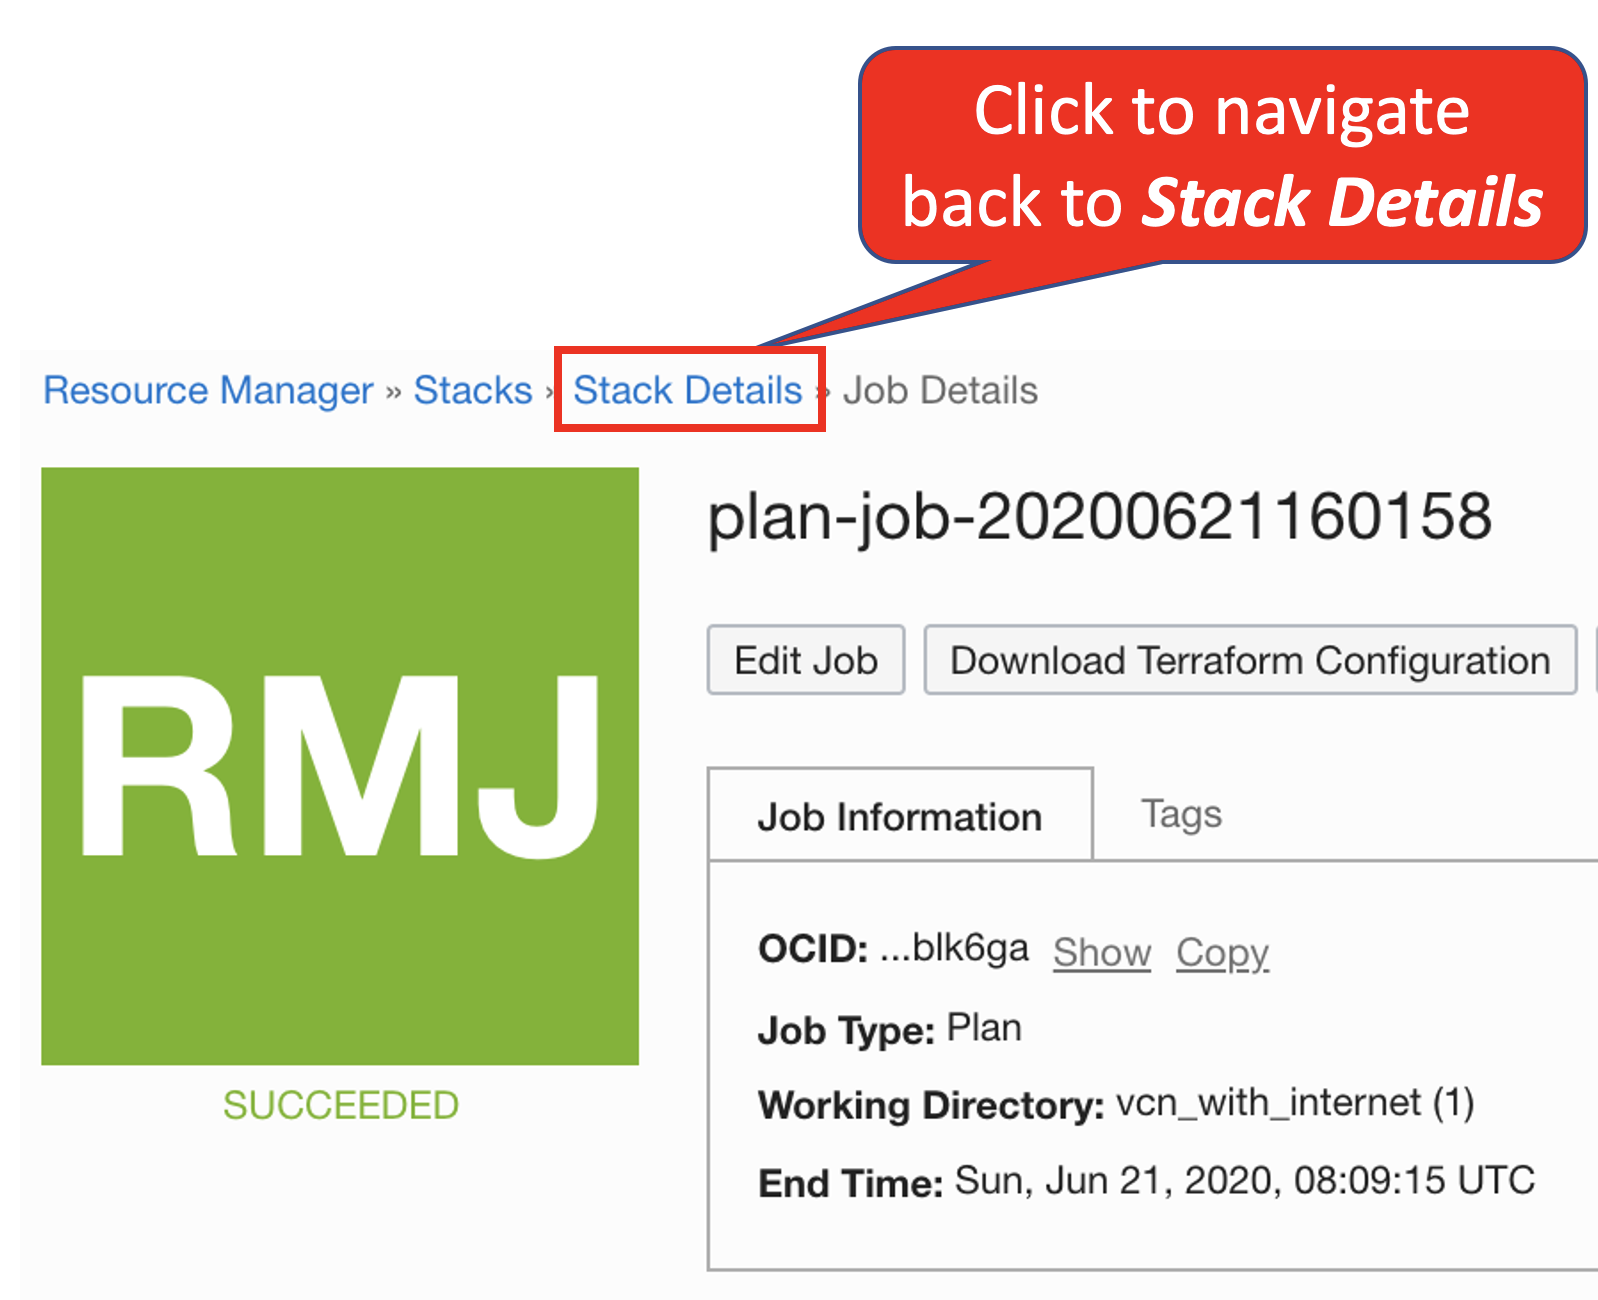 Click to navigate
back to Stack Details
Resource Manager » Stacks » Stack Details » Job Details
plan-job-20200621160158
RMJ
Edit Job
Download Terraform Configuration
Job Information
Tags
OCID: ...blk6ga Show Copy
Job Type: Plan
Working Directory: vcn_with_internet (1)
End Time: Sun, Jun 21, 2020, 08:09:15 UTC
SUCCEEDED